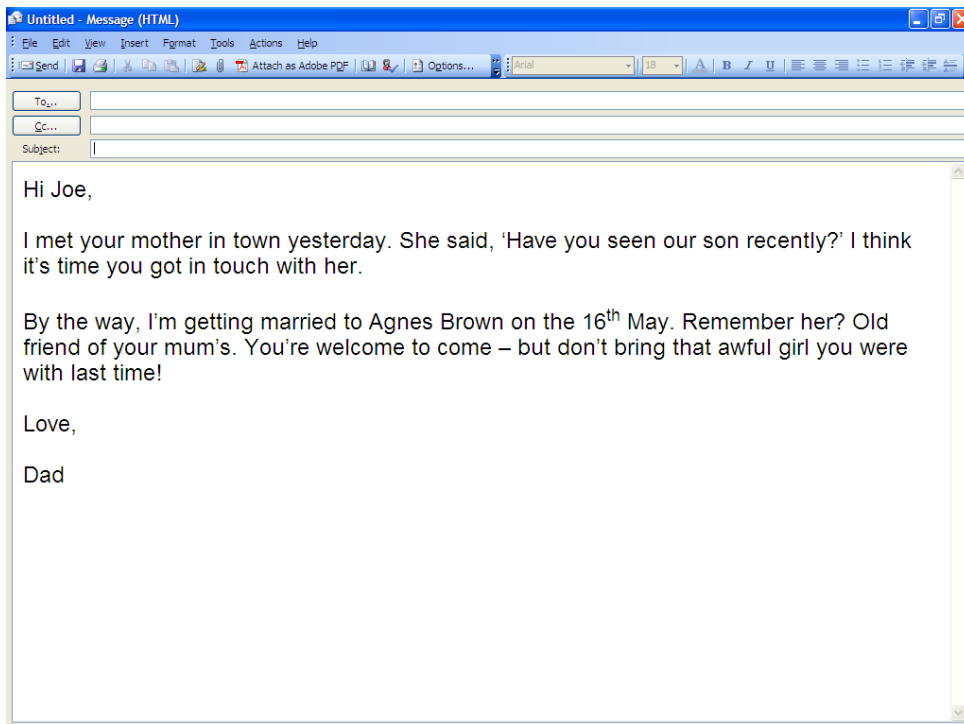 Untitled - Message (HTML)
File Edit View Insert Format Tools Actions Help
Send Attach as Adobe PDF Options... Arial 18 A B I U
To...
Cc...
Subject:
Hi Joe,
I met your mother in town yesterday. She said, ‘Have you seen our son recently?’ I think
it’s time you got in touch with her.
By the way, I’m getting married to Agnes Brown on the 16th May. Remember her? Old
friend of your mum’s. You’re welcome to come – but don’t bring that awful girl you were
with last time!
Love,
Dad